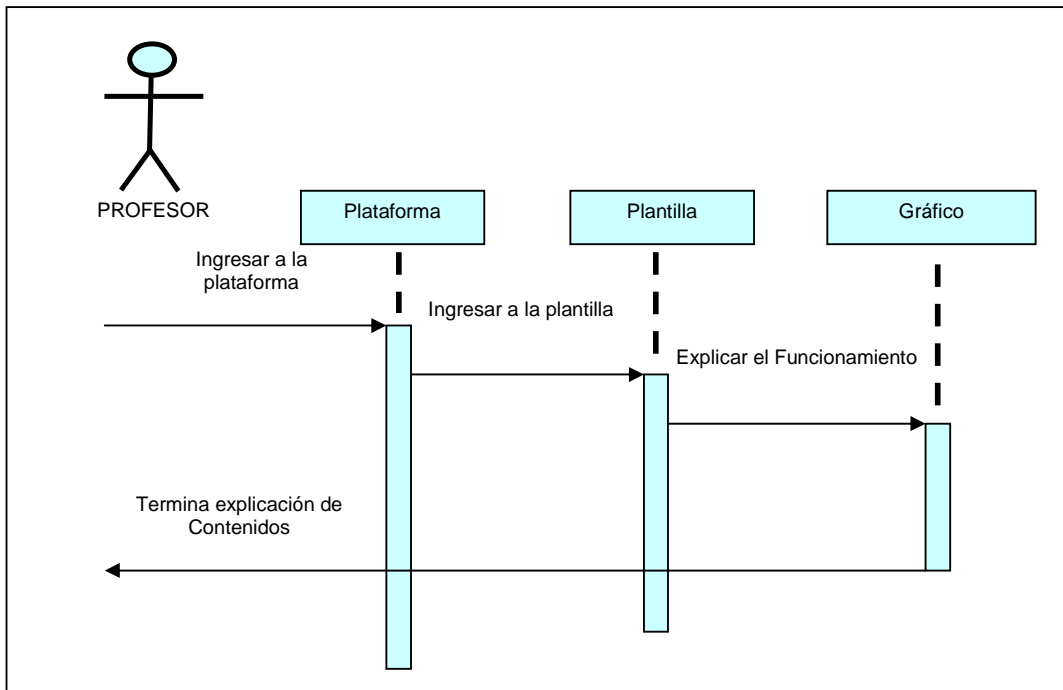 PROFESOR
Plataforma
Plantilla
Gráfico
Ingresar a la
plataforma
Ingresar a la plantilla
Explicar el Funcionamiento
Termina explicación de
Contenidos